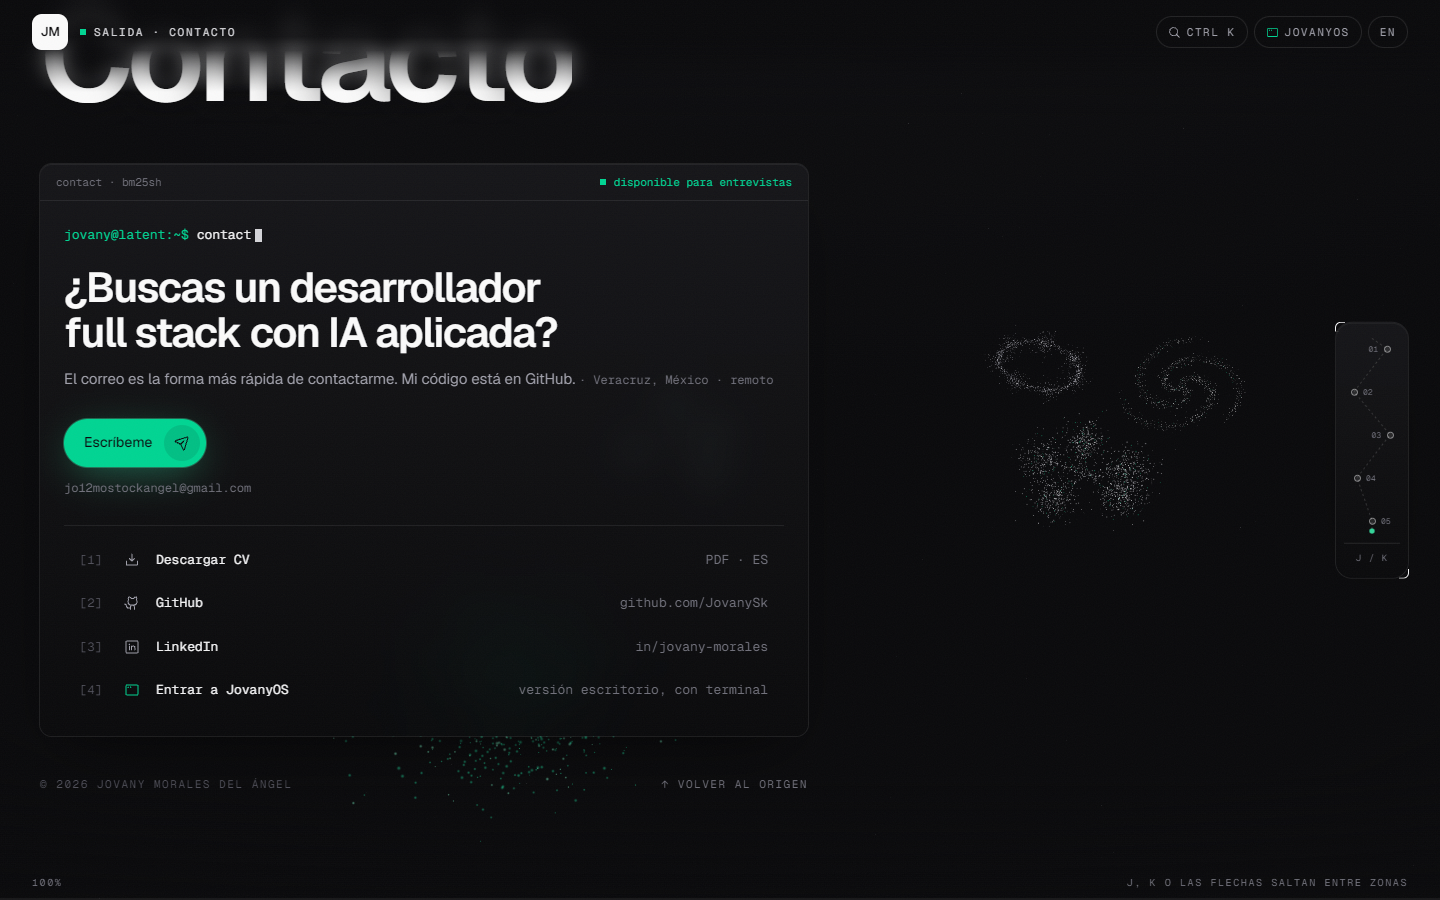 JM
SALIDA · CONTACTO
CTRL K
JOVANYOS
EN
Contacto
contact · bm25sh
disponible para entrevistas
jovany@latent:~$ contact
¿Buscas un desarrollador
full stack con IA aplicada?
El correo es la forma más rápida de contactarme. Mi código está en GitHub. · Veracruz, México · remoto
Escríbeme
jo12mostockangel@gmail.com
[1] Descargar CV PDF · ES
[2] GitHub github.com/JovanySk
[3] LinkedIn in/jovany-morales
[4] Entrar a JovanyOS versión escritorio, con terminal
© 2026 JOVANY MORALES DEL ÁNGEL
↑ VOLVER AL ORIGEN
01
02
03
04
05
J / K
100%
J, K O LAS FLECHAS SALTAN ENTRE ZONAS